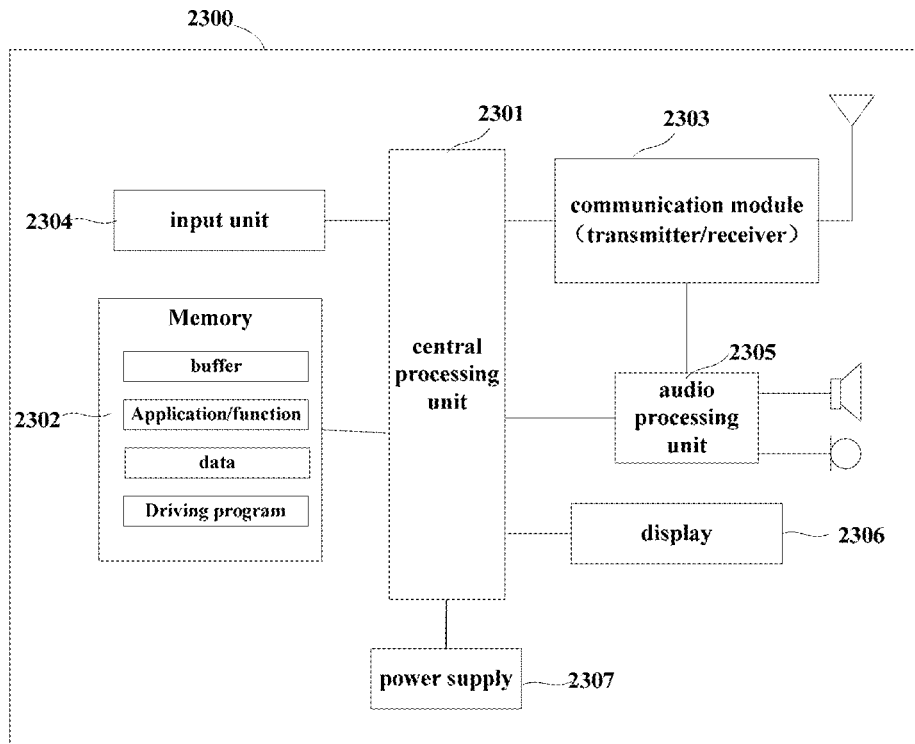 2300
2301
2303
2304
input unit
communication module
（transmitter/receiver）
Memory
buffer
2302
Application/function
data
Driving program
central
processing
unit
2305
audio
processing
unit
display
2306
power supply
2307